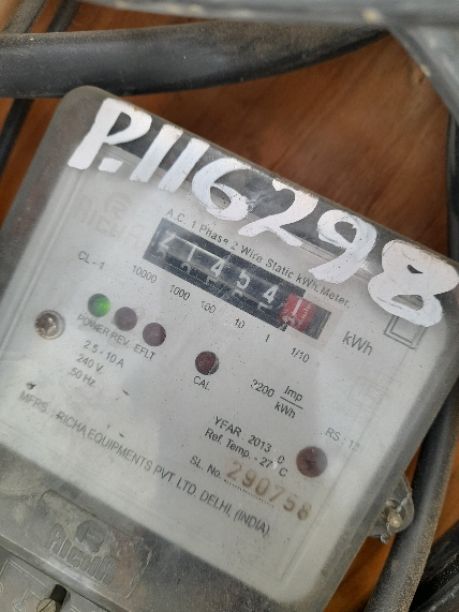 P.116298
A.C. 1 Phase 2 Wire Static kWh Meter.
CL - 1
10000 1000 100 10 1 1/10
kWh
POWER REV. EFLT
CAL
2.5 - 10 A
240 V.
50 Hz.
3200 Imp/kWh
YEAR 2013
Ref. Temp. - 27°C
MFRS : RICHA EQUIPMENTS PVT LTD. DELHI, (INDIA)
SL. No. 290758
RICHA